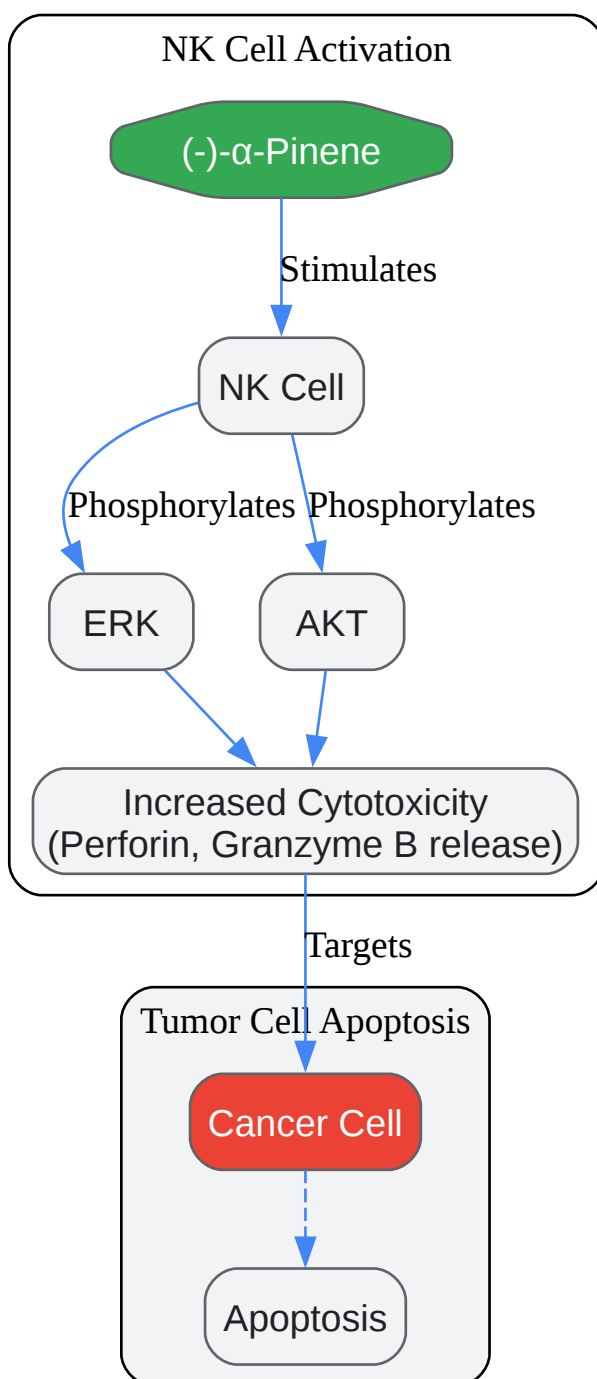 NK Cell Activation
(-)-α-Pinene
Stimulates
NK Cell
Phosphorylates
Phosphorylates
ERK
AKT
Increased Cytotoxicity
(Perforin, Granzyme B release)
Targets
Tumor Cell Apoptosis
Cancer Cell
Apoptosis